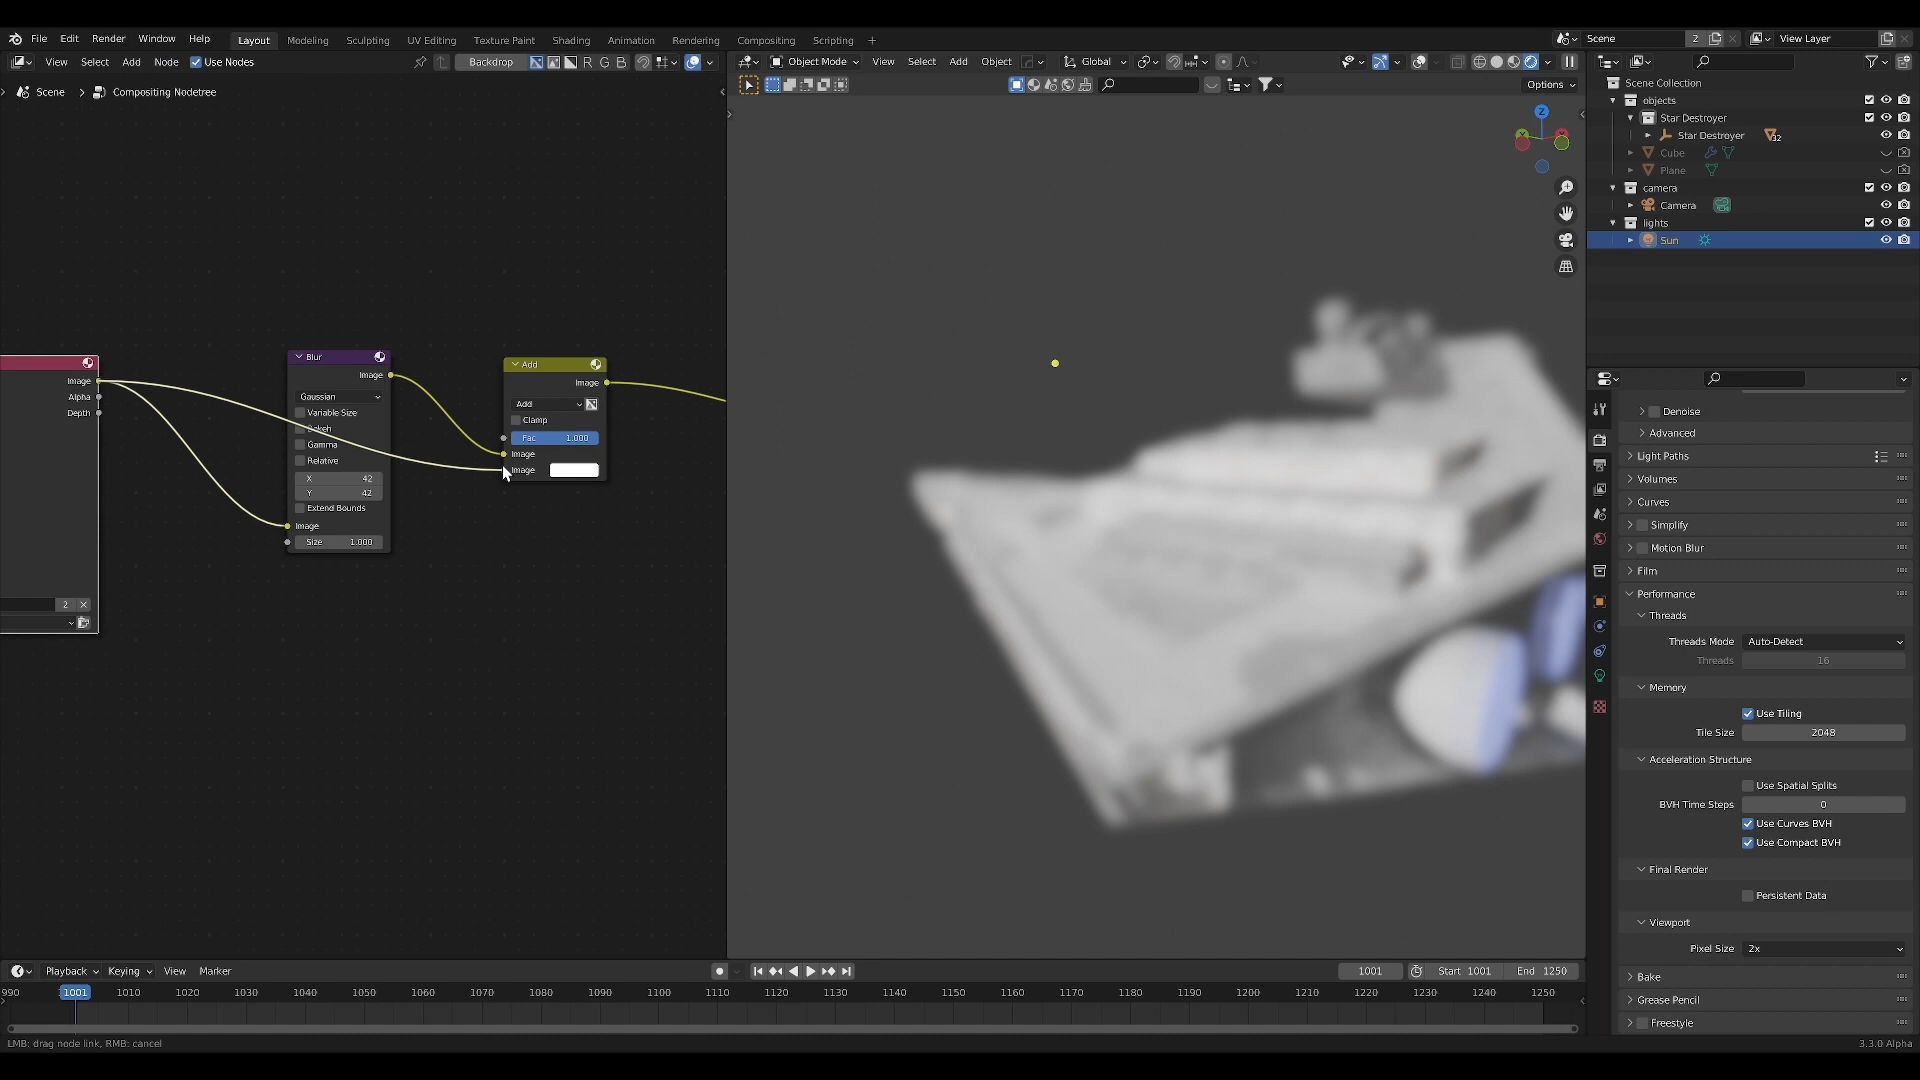 File Edit Render Window Help Layout Modeling Sculpting UV Editing Texture Paint Shading Animation Rendering Compositing Scripting + Scene 2 View Layer
View Select Add Node Use Nodes Backdrop R G B Object Mode View Select Add Object Global
Scene > Compositing Nodetree
Options
Z
Scene Collection
objects
Star Destroyer
Star Destroyer 32
Cube
Plane
camera
Camera
lights
Sun
Image
Alpha
Depth
2
Blur
Image
Gaussian
Variable Size
Bokeh
Gamma
Relative
X 42
Y 42
Extend Bounds
Image
Size 1.000
Add
Image
Add
Clamp
Fac 1.000
Image
Image
Denoise
Advanced
Light Paths
Volumes
Curves
Simplify
Motion Blur
Film
Performance
Threads
Threads Mode Auto-Detect
Threads 16
Memory
Use Tiling
Tile Size 2048
Acceleration Structure
Use Spatial Splits
BVH Time Steps 0
Use Curves BVH
Use Compact BVH
Final Render
Persistent Data
Viewport
Pixel Size 2x
Bake
Grease Pencil
Freestyle
Playback Keying View Marker 1001 Start 1001 End 1250
990 1001 1010 1020 1030 1040 1050 1060 1070 1080 1090 1100 1110 1120 1130 1140 1150 1160 1170 1180 1190 1200 1210 1220 1230 1240 1250
LMB: drag node link, RMB: cancel 3.3.0 Alpha